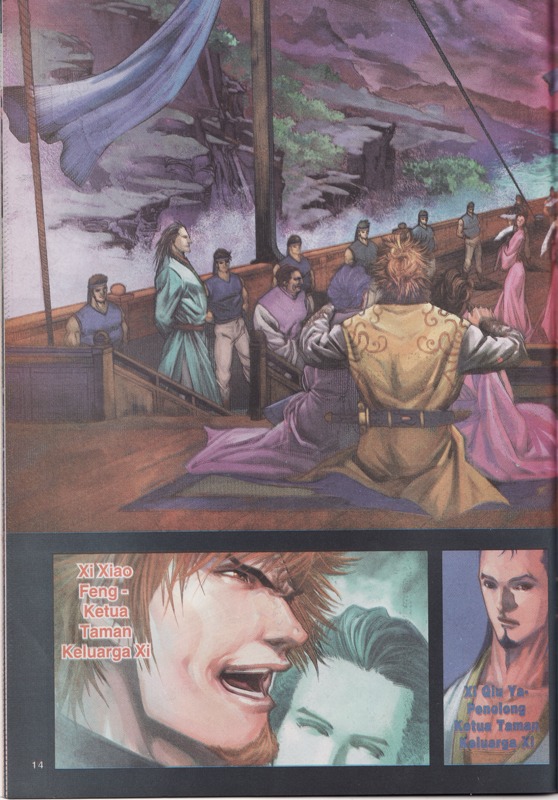 Xi Xiao
Feng -
Ketua
Taman
Keluarga Xi
Xi Qiu Ya-
Penolong
Ketua Taman
Keluarga Xi
14